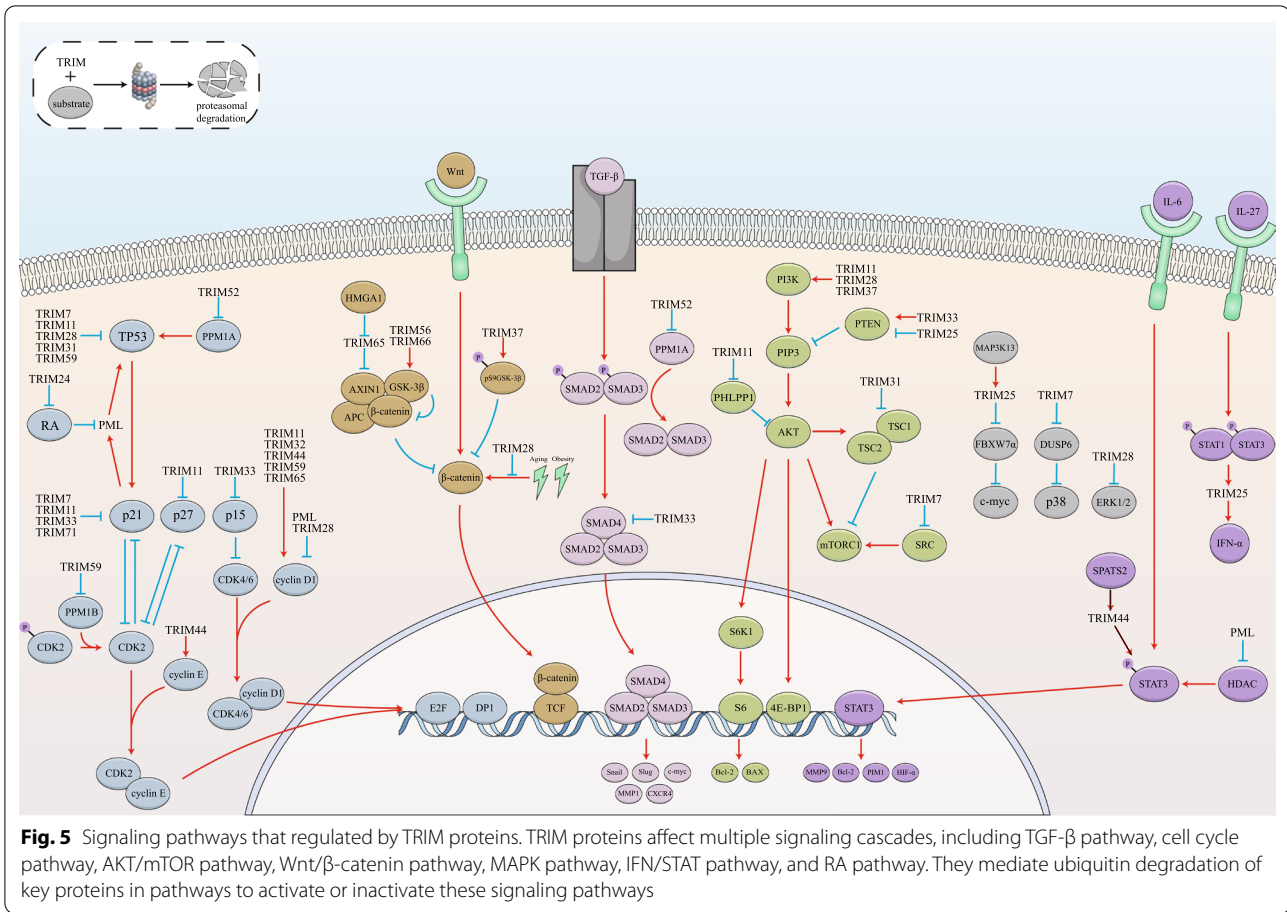 TRIM
+
substrate
proteasomal
degradation
Wnt
TGF-β
IL-6
IL-27
TRIM52
TRIM7
TRIM11
TRIM28
TRIM31
TRIM59
TP53
PPM1A
TRIM24
RA
PML
TRIM7
TRIM11
TRIM33
TRIM71
p21
TRIM11
p27
TRIM33
p15
TRIM11
TRIM32
TRIM44
TRIM59
TRIM65
PML
TRIM28
CDK4/6
cyclin D1
TRIM59
PPM1B
P
CDK2
CDK2
TRIM44
cyclin E
cyclin D1
CDK4/6
CDK2
cyclin E
HMGA1
TRIM65
TRIM56
TRIM66
AXIN1
GSK-3β
APC
β-catenin
TRIM37
P
pS9GSK-3β
β-catenin
TRIM28
Aging
Obesity
P
P
SMAD2
SMAD3
TRIM52
PPM1A
SMAD2
SMAD3
SMAD4
TRIM33
SMAD2
SMAD3
PI3K
TRIM11
TRIM28
TRIM37
PTEN
TRIM33
TRIM25
PIP3
TRIM11
PHLPP1
AKT
TRIM31
TSC1
TSC2
TRIM7
mTORC1
SRC
MAP3K13
TRIM25
FBXW7α
c-myc
TRIM7
DUSP6
p38
TRIM28
ERK1/2
P
P
STAT1
STAT3
TRIM25
IFN-α
SPATS2
TRIM44
P
STAT3
PML
HDAC
E2F
DP1
β-catenin
TCF
SMAD4
SMAD2
SMAD3
S6K1
S6
4E-BP1
STAT3
Snail
Slug
c-myc
MMP1
CXCR4
Bcl-2
BAX
MMP9
Bcl-2
PIM1
HIF-α
Fig. 5 Signaling pathways that regulated by TRIM proteins. TRIM proteins affect multiple signaling cascades, including TGF-β pathway, cell cycle
pathway, AKT/mTOR pathway, Wnt/β-catenin pathway, MAPK pathway, IFN/STAT pathway, and RA pathway. They mediate ubiquitin degradation of
key proteins in pathways to activate or inactivate these signaling pathways